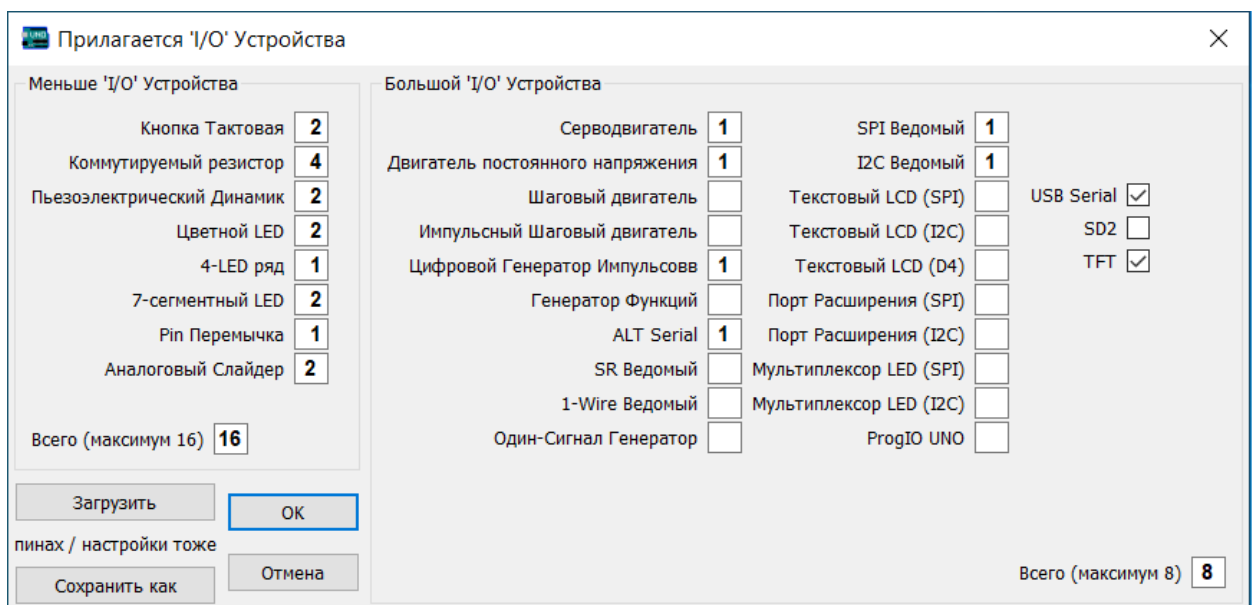 UNO
Прилагается 'I/O' Устройства
Меньше 'I/O' Устройства
Кнопка Тактовая 2
Коммутируемый резистор 4
Пьезоэлектрический Динамик 2
Цветной LED 2
4-LED ряд 1
7-сегментный LED 2
Pin Перемычка 1
Аналоговый Слайдер 2
Всего (максимум 16) 16
Загрузить
OK
пинах / настройки тоже
Сохранить как
Отмена
Большой 'I/O' Устройства
Серводвигатель 1
Двигатель постоянного напряжения 1
Шаговый двигатель
Импульсный Шаговый двигатель
Цифровой Генератор Импульсовв 1
Генератор Функций
ALT Serial 1
SR Ведомый
1-Wire Ведомый
Один-Сигнал Генератор
SPI Ведомый 1
I2C Ведомый 1
Текстовый LCD (SPI)
Текстовый LCD (I2C)
Текстовый LCD (D4)
Порт Расширения (SPI)
Порт Расширения (I2C)
Мультиплексор LED (SPI)
Мультиплексор LED (I2C)
ProgIO UNO
USB Serial
SD2
TFT
Всего (максимум 8) 8